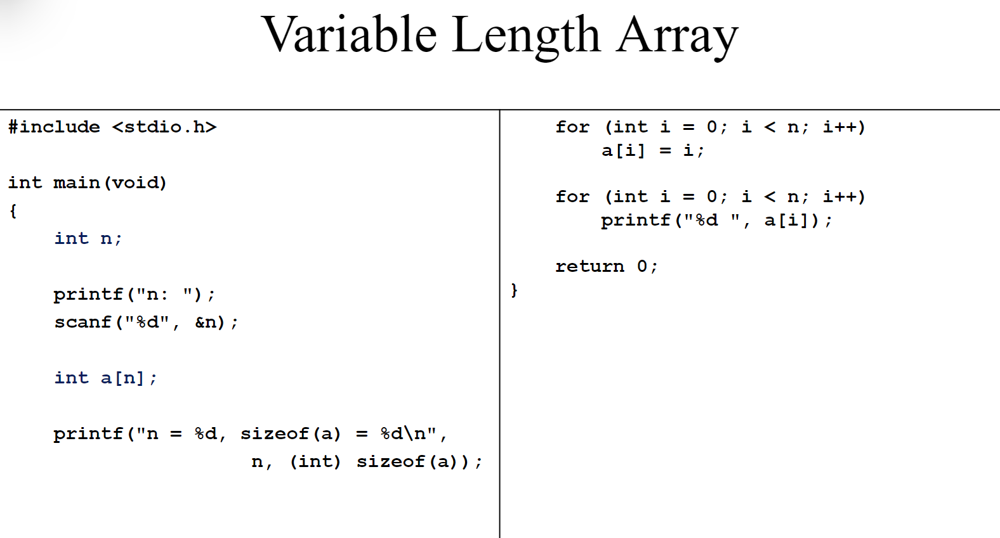 Variable Length Array
#include <stdio.h>
int main(void)
{
int n;
printf("n: ");
scanf("%d", &n);
int a[n];
printf("n = %d, sizeof(a) = %d\n",
n, (int) sizeof(a));
for (int i = 0; i < n; i++)
a[i] = i;
for (int i = 0; i < n; i++)
printf("%d ", a[i]);
return 0;
}